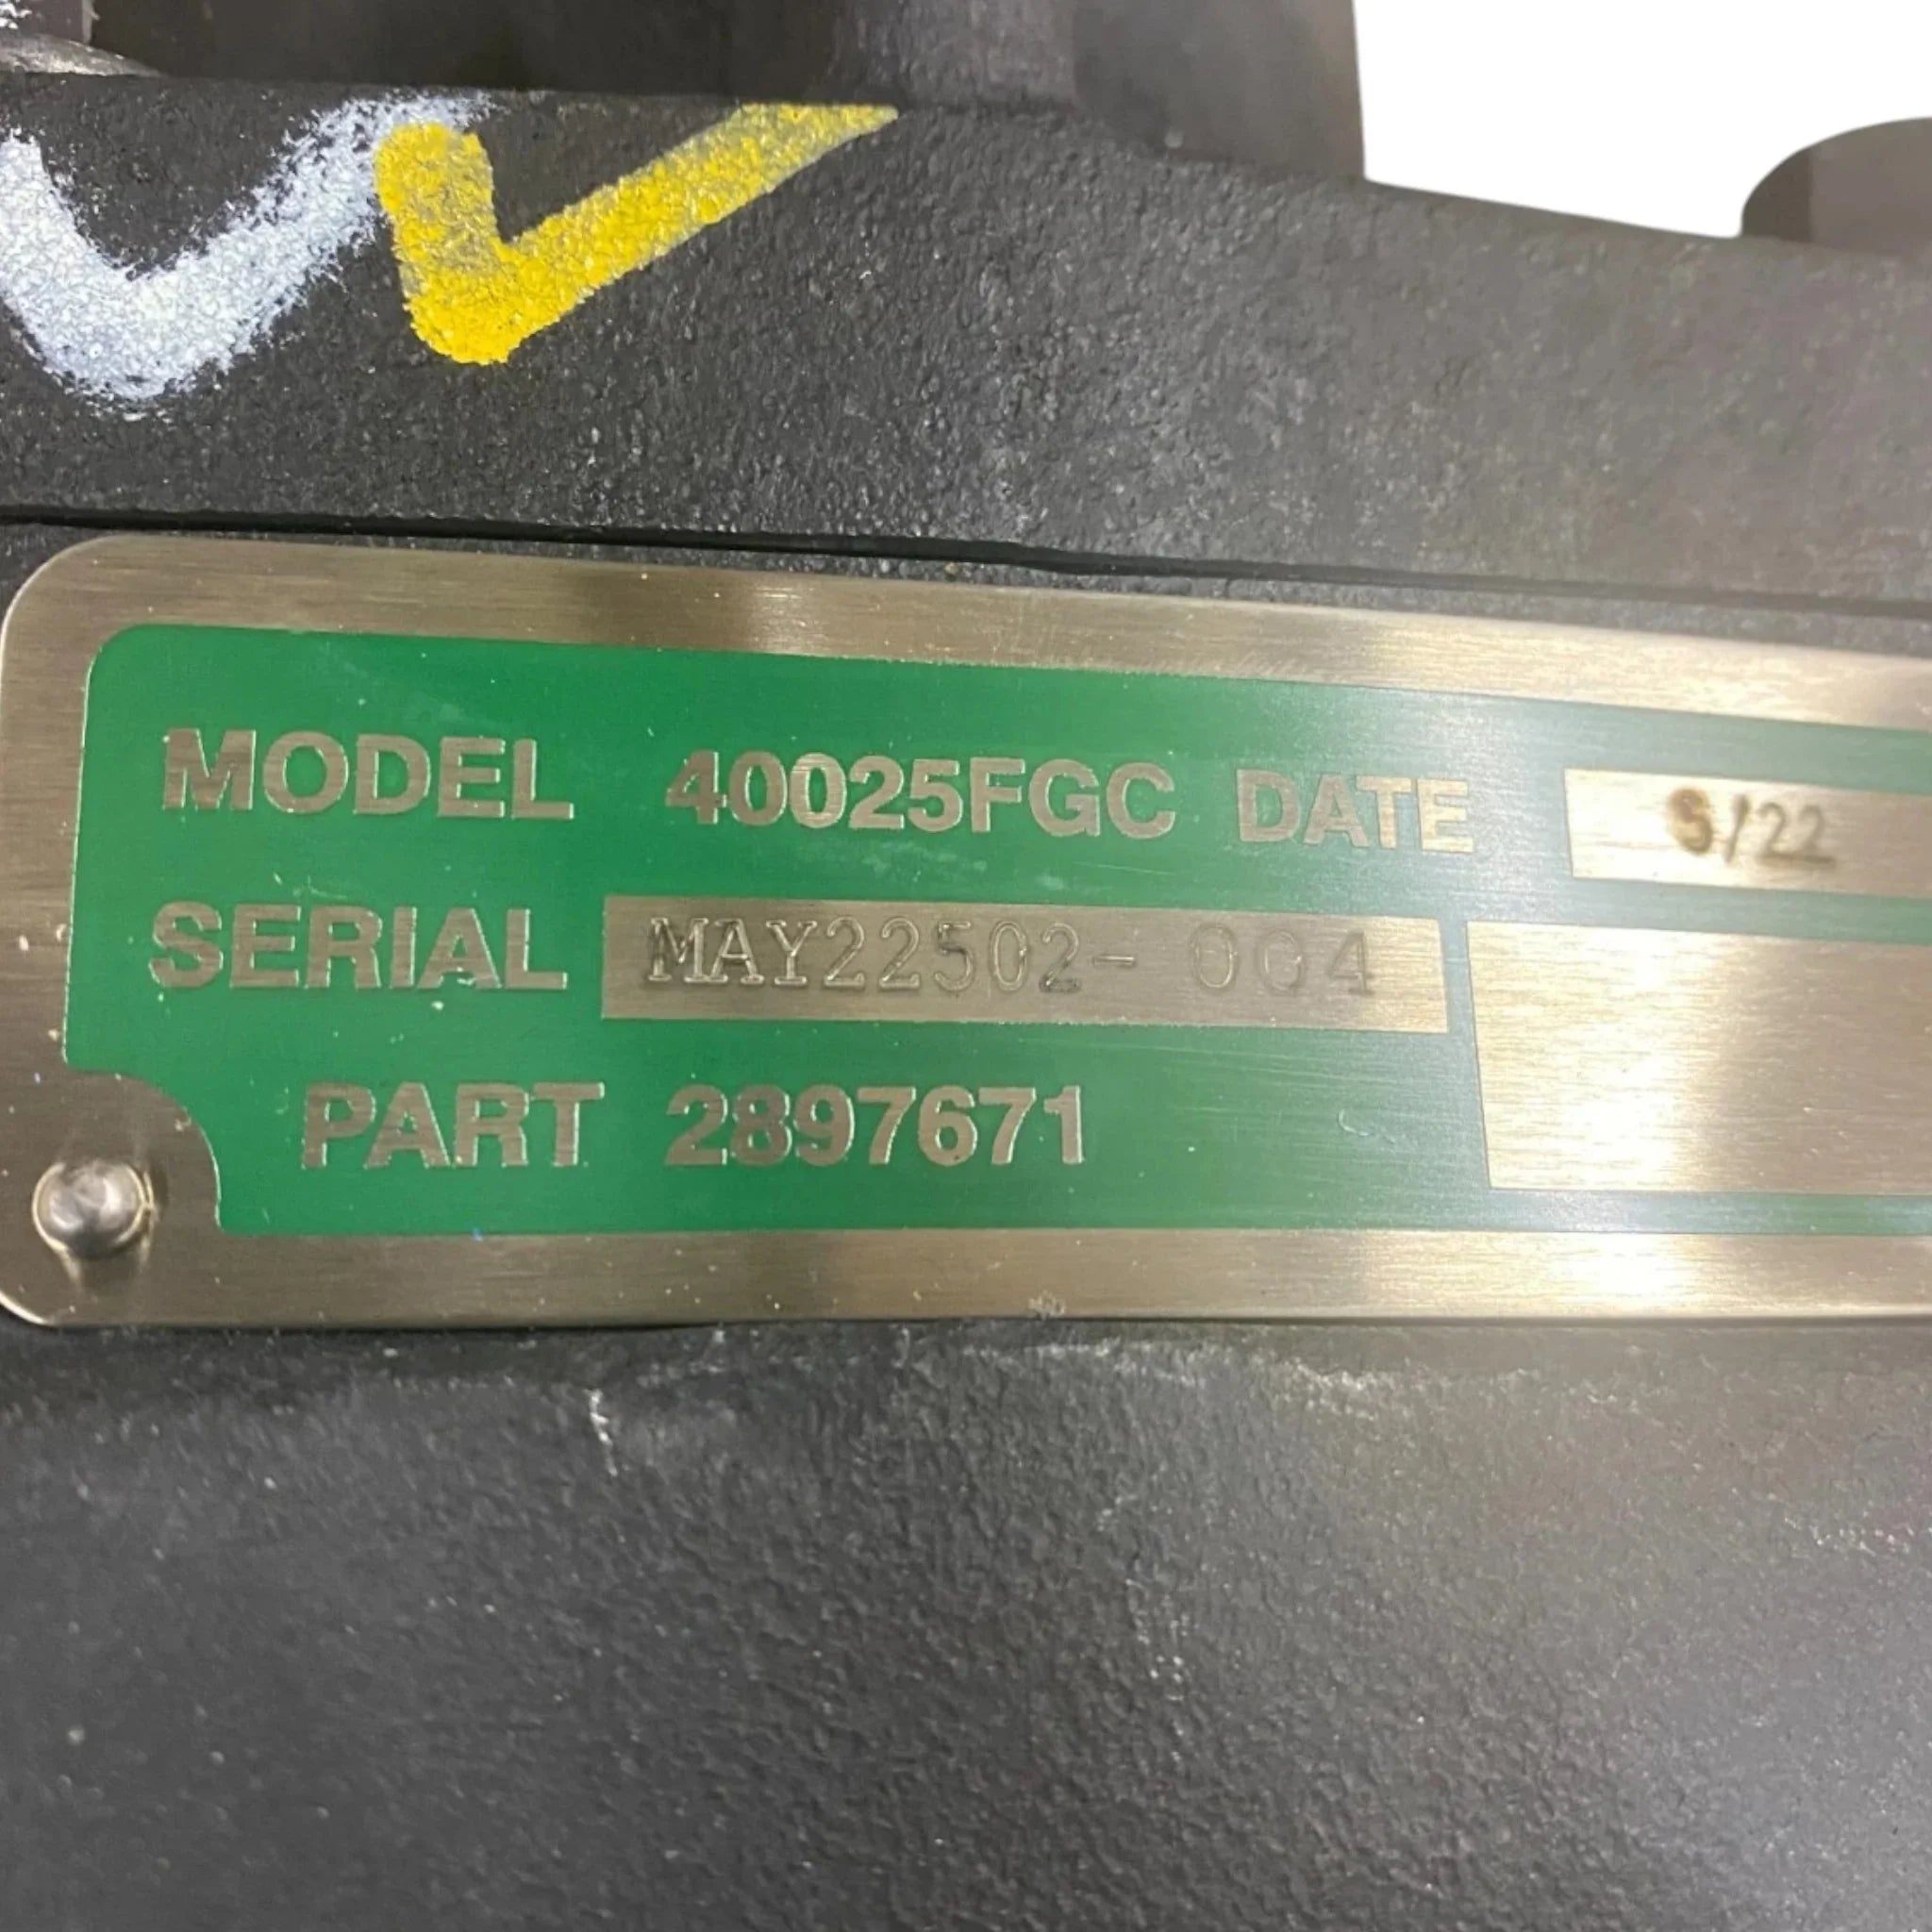 MODEL 40025FGC DATE 5/22
SERIAL MAY22502-004
PART 2897671